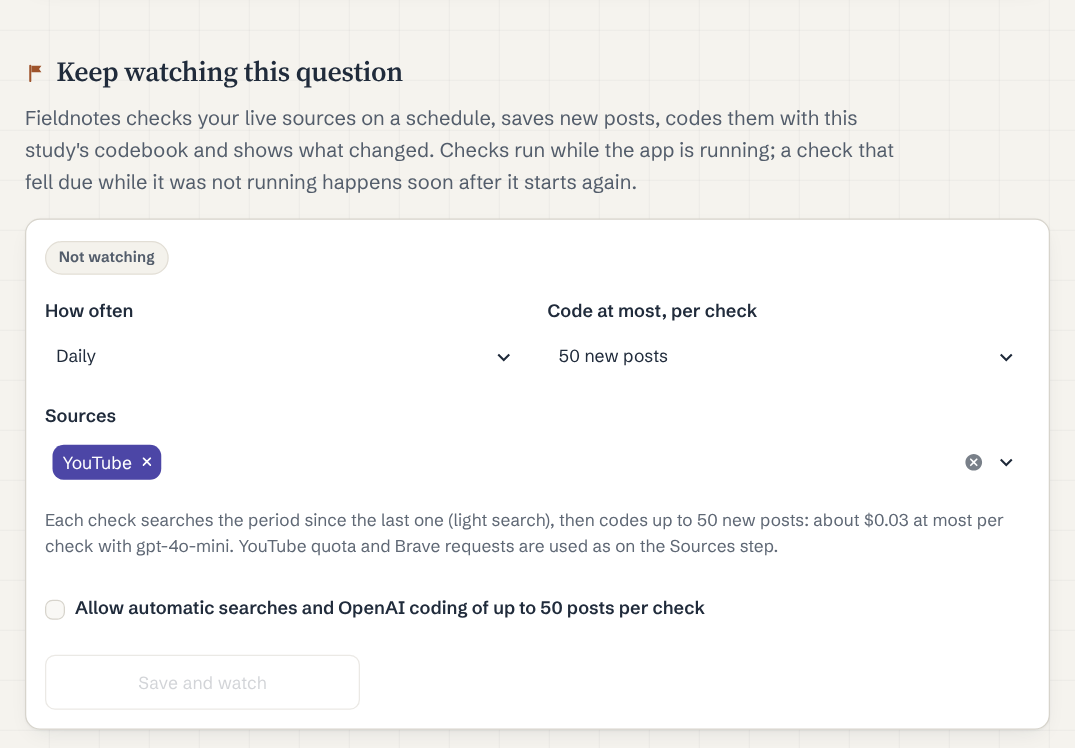 Keep watching this question
Fieldnotes checks your live sources on a schedule, saves new posts, codes them with this
study's codebook and shows what changed. Checks run while the app is running; a check that
fell due while it was not running happens soon after it starts again.
Not watching
How often
Code at most, per check
Daily
50 new posts
Sources
YouTube
Each check searches the period since the last one (light search), then codes up to 50 new posts: about $0.03 at most per
check with gpt-4o-mini. YouTube quota and Brave requests are used as on the Sources step.
Allow automatic searches and OpenAI coding of up to 50 posts per check
Save and watch